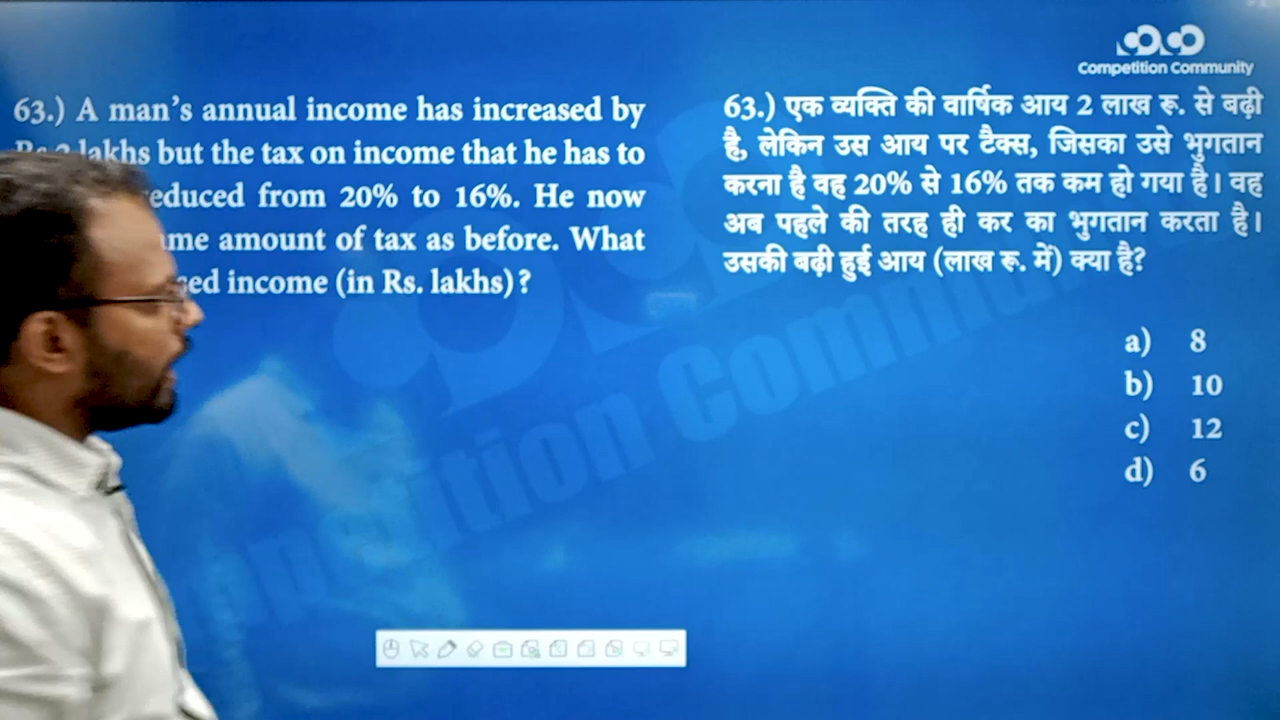 Competition Community
63.) A man's annual income has increased by
lakhs but the tax on income that he has to
educed from 20% to 16%. He now
me amount of tax as before. What
ed income (in Rs. lakhs)?
63.) एक व्यक्ति की वार्षिक आय 2 लाख रू. से बढ़ी
है, लेकिन उस आय पर टैक्स, जिसका उसे भुगतान
करना है वह 20% से 16% तक कम हो गया है। वह
अब पहले की तरह ही कर का भुगतान करता है।
उसकी बढ़ी हुई आय (लाख रू. में) क्या है?
a) 8
b) 10
c) 12
d) 6